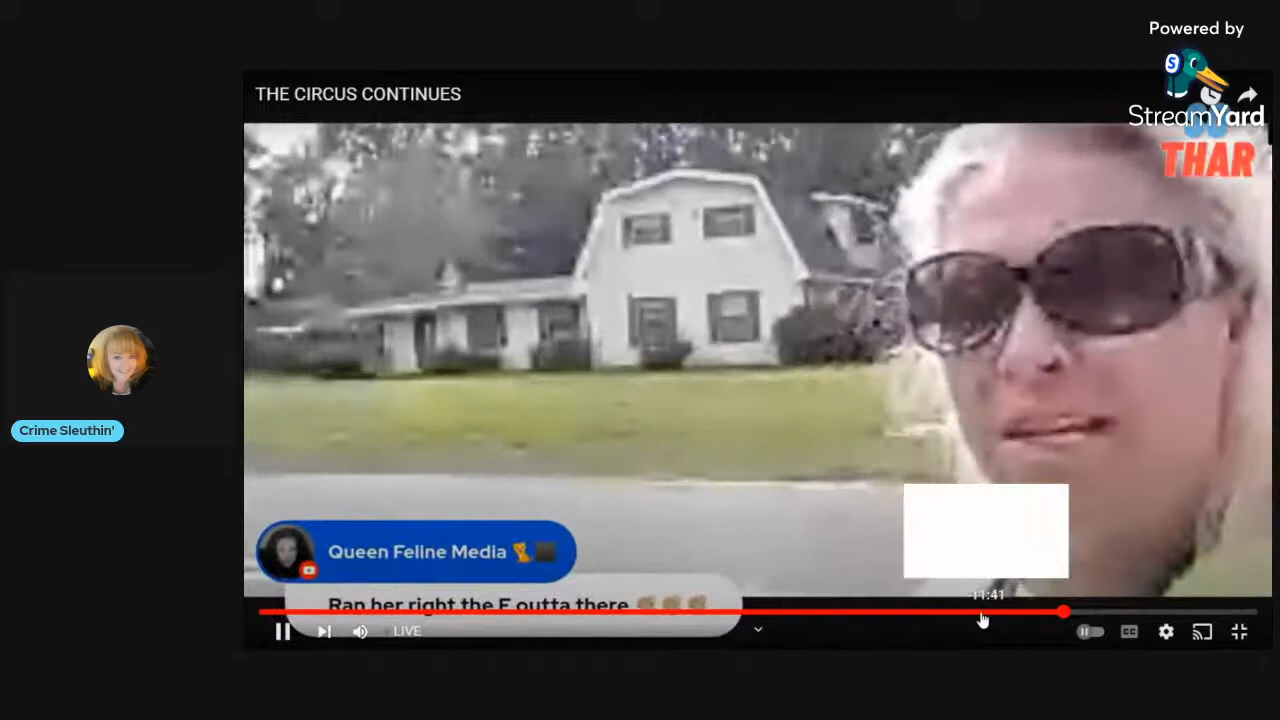 Powered by
StreamYard
THE CIRCUS CONTINUES
THAR
Crime Sleuthin'
Queen Feline Media
Ran her right the F outta there
-11:41
LIVE
CC